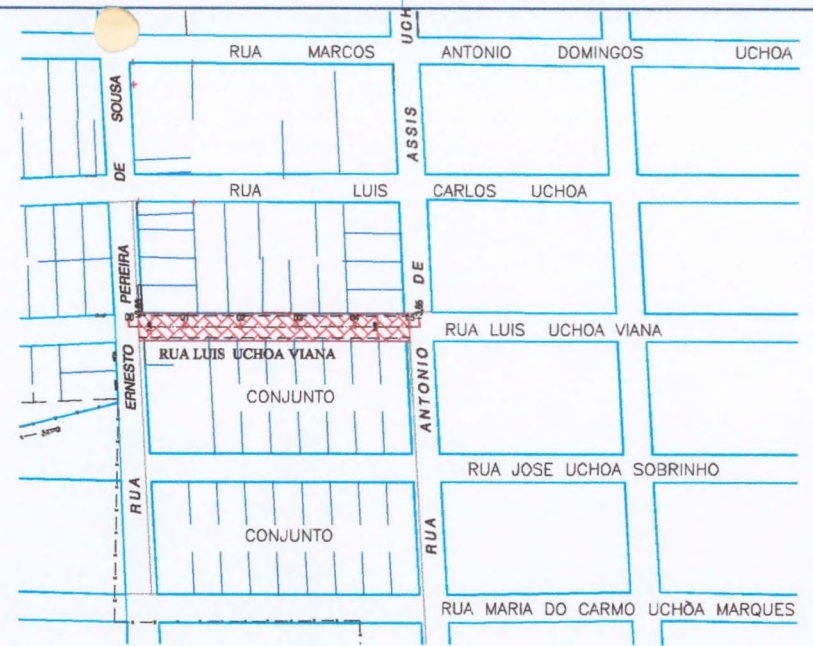 RUA MARCOS ANTONIO DOMINGOS UCHOA
RUA LUIS CARLOS UCHOA
RUA LUIS UCHOA VIANA
RUA LUIS UCHOA VIANA
CONJUNTO
RUA JOSE UCHOA SOBRINHO
CONJUNTO
RUA MARIA DO CARMO UCHÔA MARQUES
RUA ERNESTO PEREIRA DE SOUSA
RUA ANTONIO DE ASSIS UCH